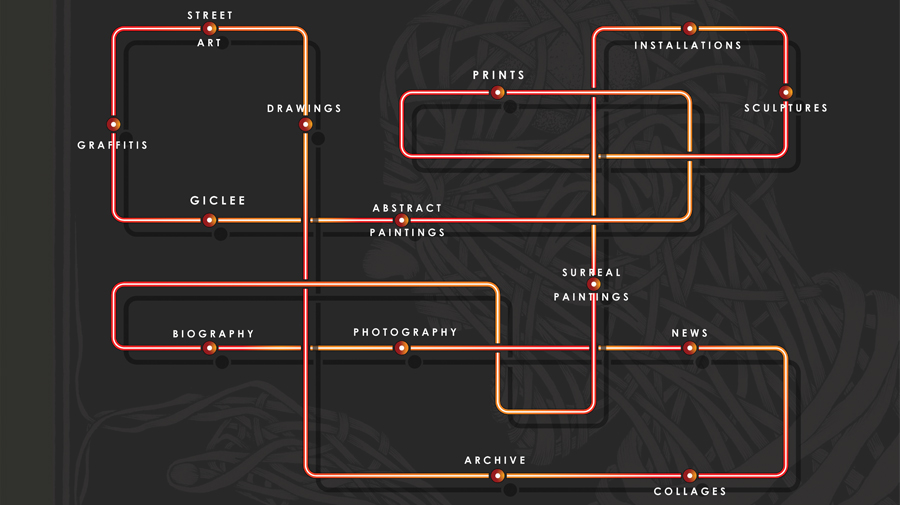 STREET
ART
INSTALLATIONS
PRINTS
DRAWINGS
SCULPTURES
GRAFFITIS
GICLEE
ABSTRACT
PAINTINGS
SURREAL
PAINTINGS
BIOGRAPHY
PHOTOGRAPHY
NEWS
ARCHIVE
COLLAGES